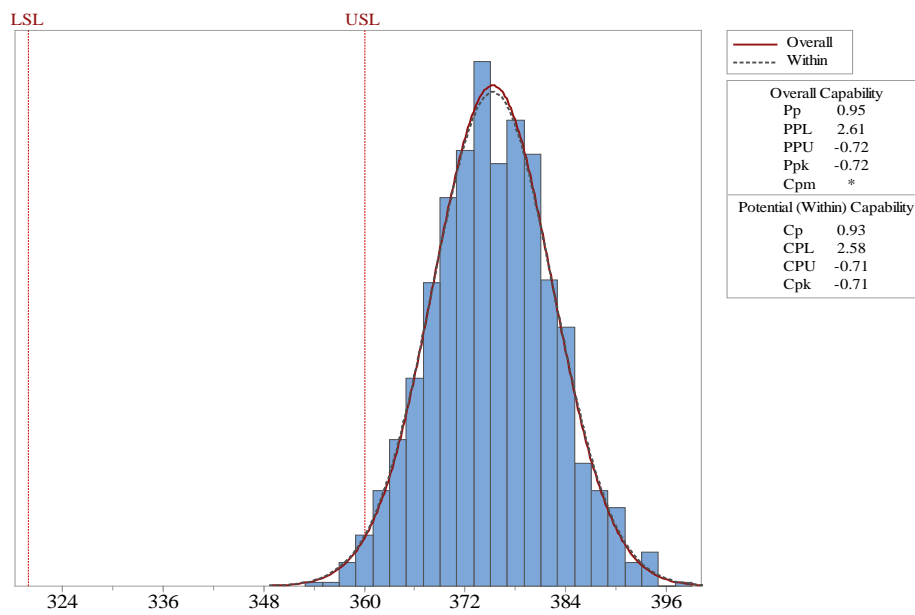 LSL USL
Overall
Within
Overall Capability
Pp 0.95
PPL 2.61
PPU -0.72
Ppk -0.72
Cpm *
Potential (Within) Capability
Cp 0.93
CPL 2.58
CPU -0.71
Cpk -0.71
324 336 348 360 372 384 396